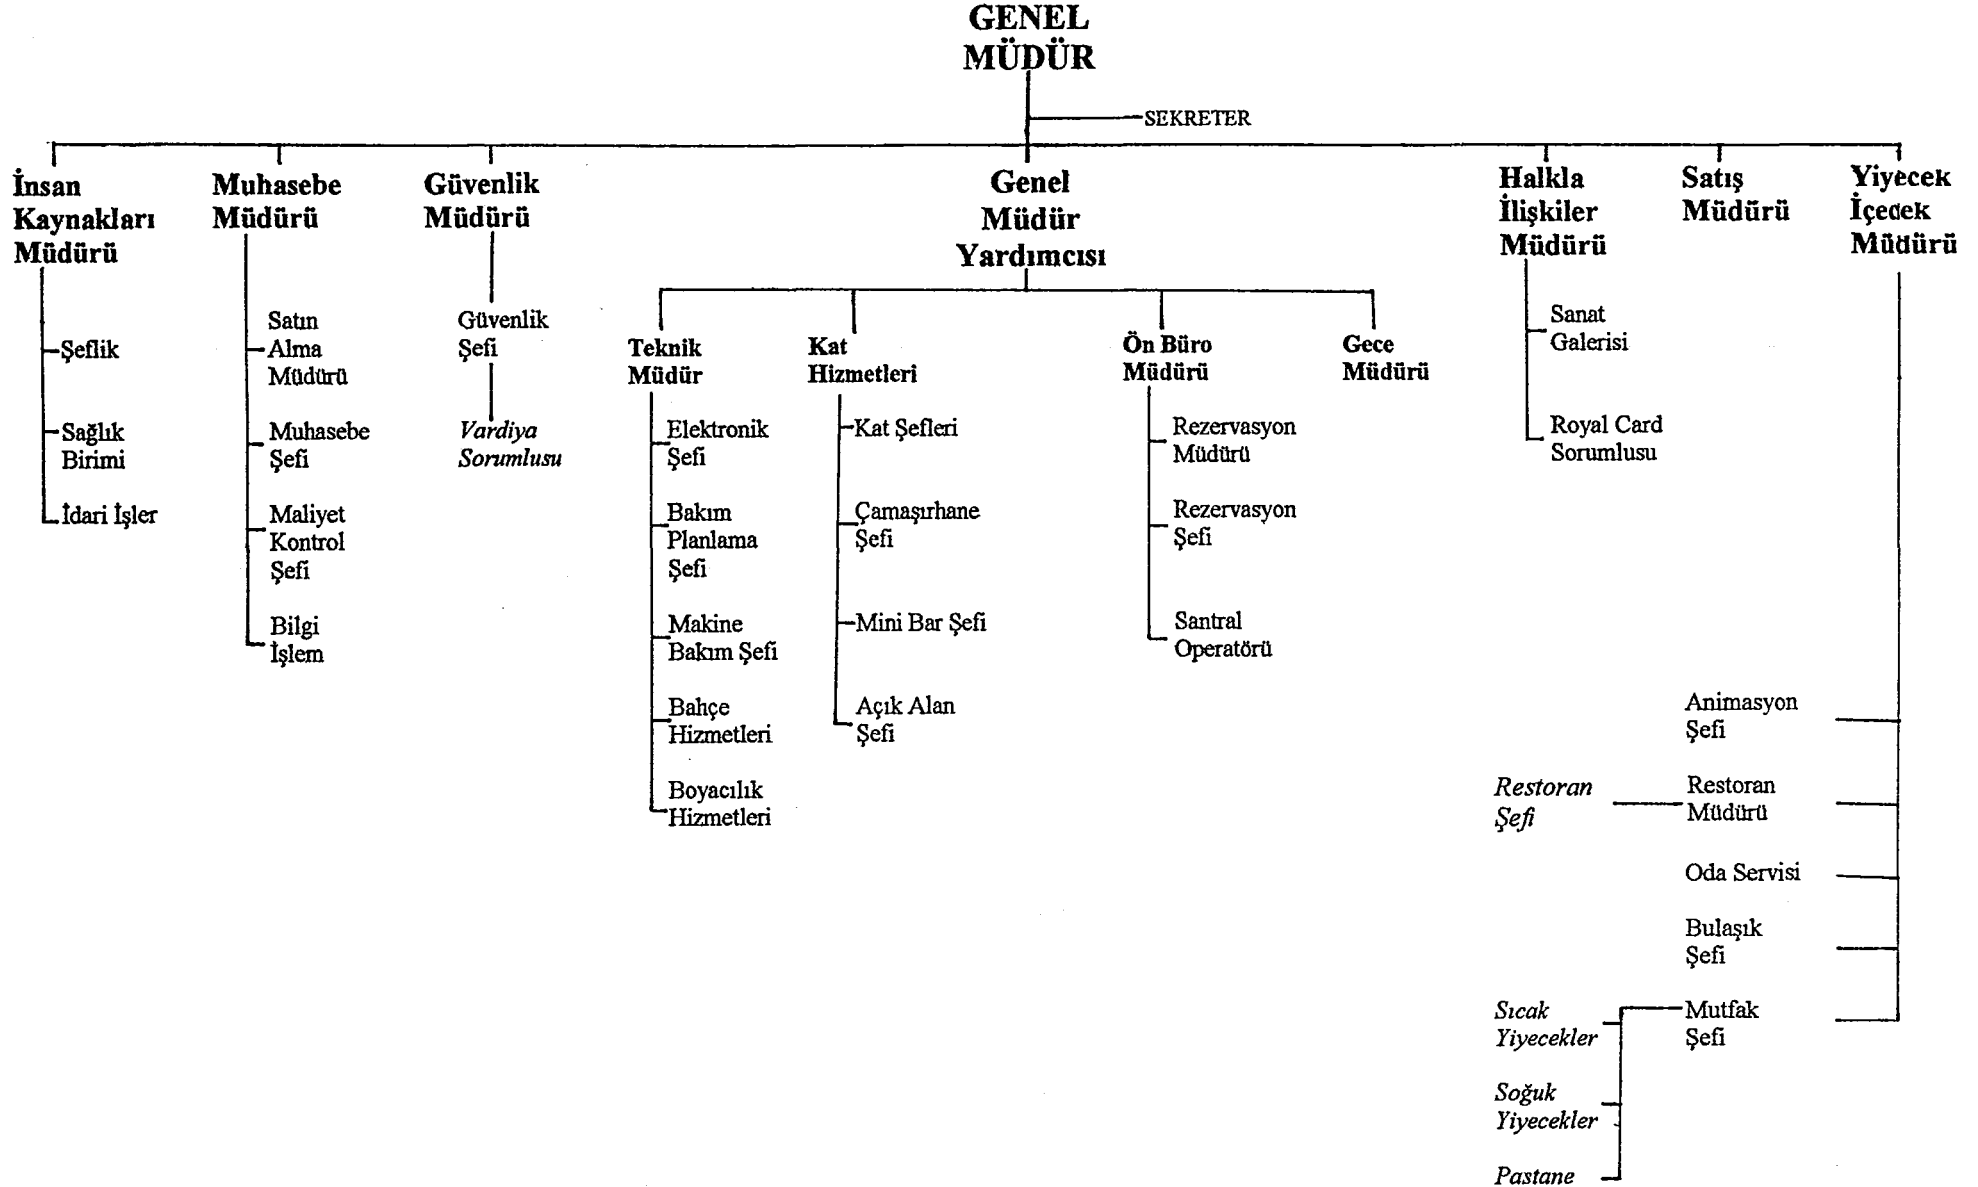 GENEL
MÜDÜR
SEKRETER
İnsan
Kaynakları
Müdürü
Şeflik
Sağlık
Birimi
İdari İşler
Muhasebe
Müdürü
Satın
Alma
Müdürü
Muhasebe
Şefi
Maliyet
Kontrol
Şefi
Bilgi
İşlem
Güvenlik
Müdürü
Güvenlik
Şefi
Vardiya
Sorumlusu
Genel
Müdür
Yardımcısı
Teknik
Müdür
Elektronik
Şefi
Bakım
Planlama
Şefi
Makine
Bakım Şefi
Bahçe
Hizmetleri
Boyacılık
Hizmetleri
Kat
Hizmetleri
Kat Şefleri
Çamaşırhane
Şefi
Mini Bar Şefi
Açık Alan
Şefi
Ön Büro
Müdürü
Rezervasyon
Müdürü
Rezervasyon
Şefi
Santral
Operatörü
Gece
Müdürü
Halkla
İlişkiler
Müdürü
Sanat
Galerisi
Royal Card
Sorumlusu
Satış
Müdürü
Yiyecek
İçecek
Müdürü
Animasyon
Şefi
Restoran
Müdürü
Restoran
Şefi
Oda Servisi
Bulaşık
Şefi
Mutfak
Şefi
Sıcak
Yiyecekler
Soğuk
Yiyecekler
Pastane